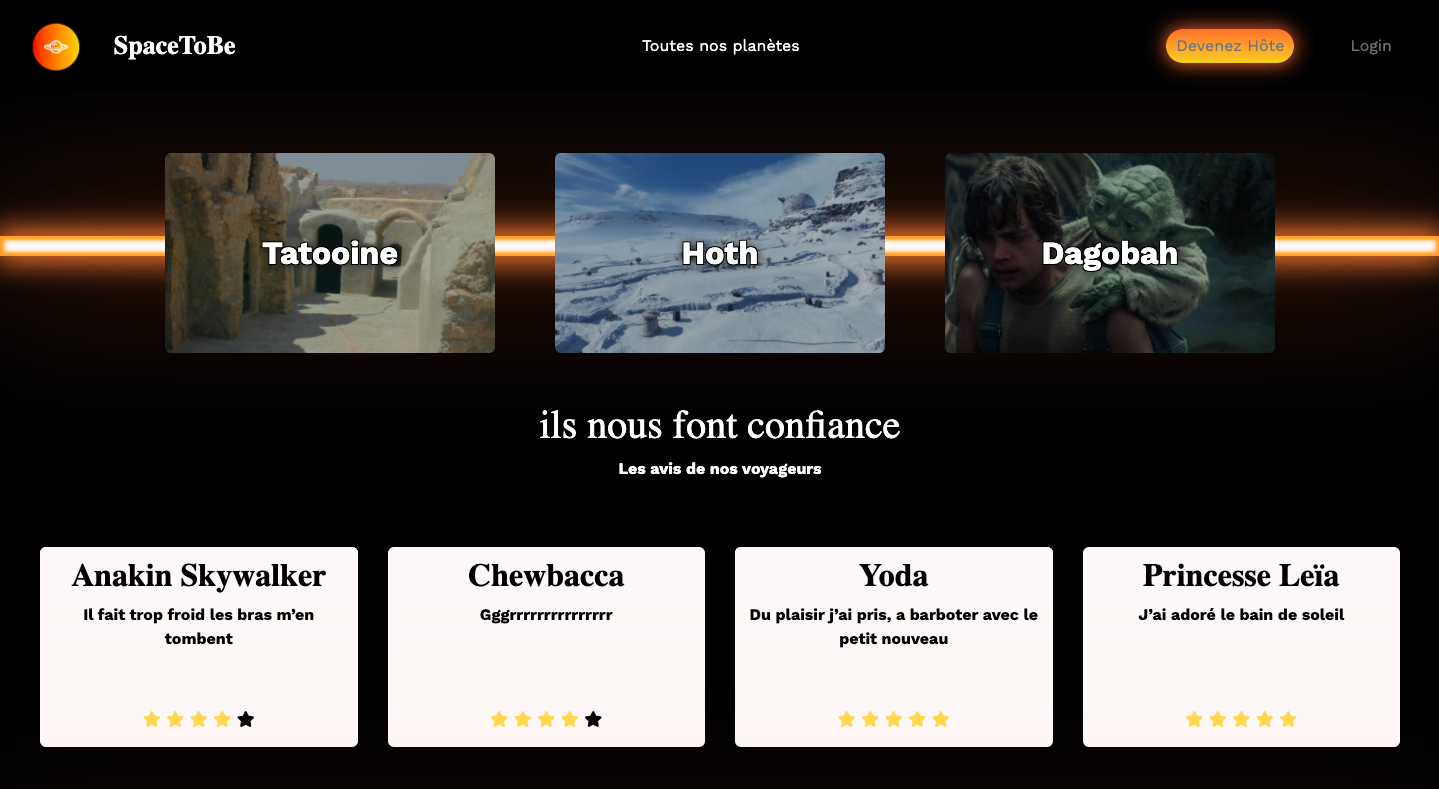 SpaceToBe
Toutes nos planètes
Devenez Hôte
Login
Tatooine
Hoth
Dagobah
ils nous font confiance
Les avis de nos voyageurs
Anakin Skywalker
Il fait trop froid les bras m’en
tombent
Chewbacca
Gggrrrrrrrrrrrrrrr
Yoda
Du plaisir j’ai pris, a barboter avec le
petit nouveau
Princesse Leïa
J’ai adoré le bain de soleil